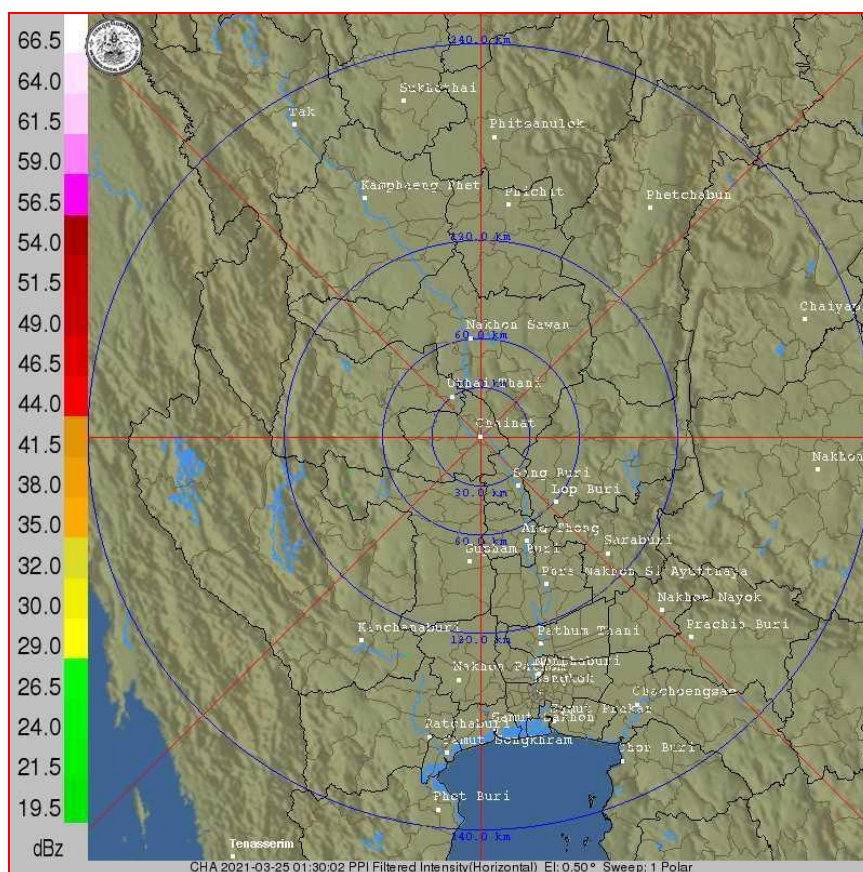 66.5
64.0
61.5
59.0
56.5
54.0
51.5
49.0
46.5
44.0
41.5
38.0
35.0
32.0
30.0
29.0
26.5
24.0
21.5
19.5
dBz
240.0 km
Sukhothai
Tak
Phitsanulok
Kamphaeng Phet
Phichit
Phetchabun
120.0 km
Chaiyap
Nakhon Sawan
60.0 km
Uthai Thani
Chainat
Nakhon
Sing Buri
30.0 km
Lop Buri
Ang Thong
60.0 km
Suphan Buri
Saraburi
Pora Nakhon Si Ayutthaya
Nakhon Nayok
Kanchanaburi
120.0 km
Pathum Thani
Prachin Buri
Nakhon Pathom
Nonthaburi
Bangkok
Chachoengsao
Samut Prakan
Samut Sakhon
Ratchaburi
Samut Songkhram
Chon Buri
Phet Buri
240.0 km
Tenasserim
CHA 2021-03-25 01:30:02 PPI Filtered Intensity(Horizontal) El: 0.50° Sweep: 1 Polar